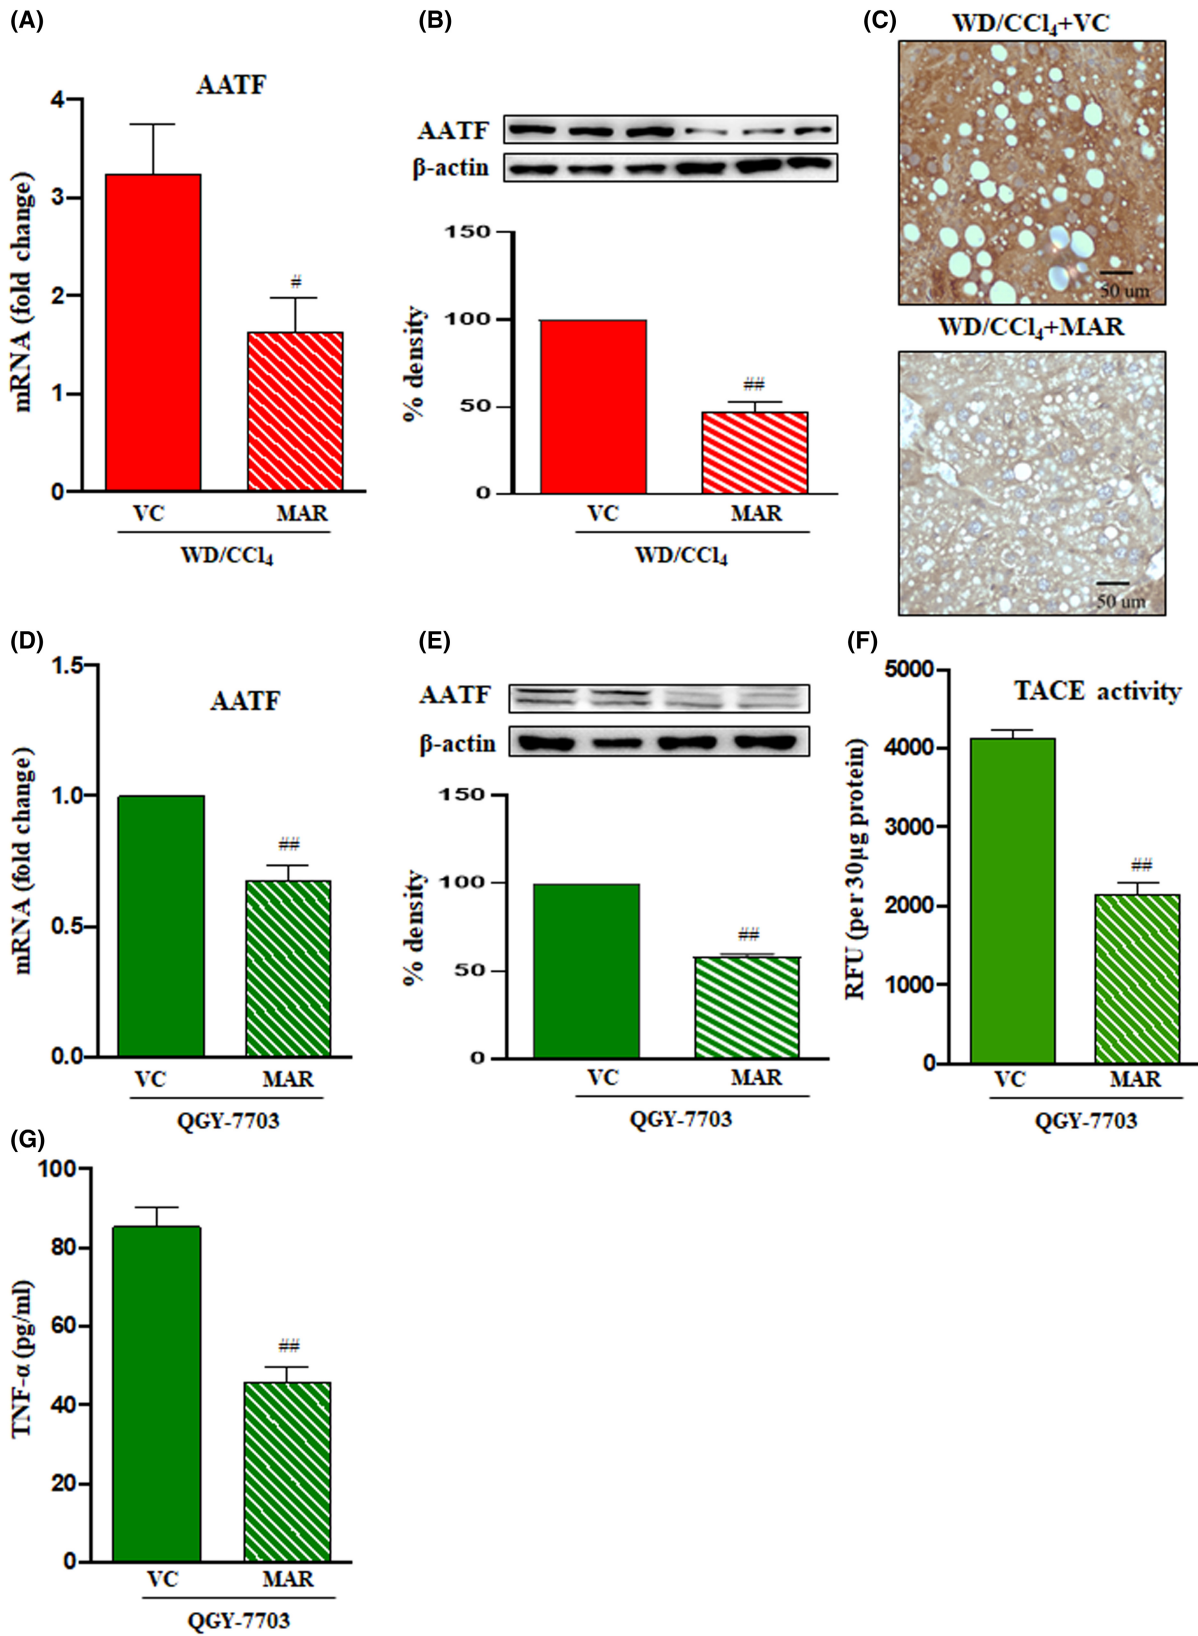 (A)
AATF
mRNA (fold change)
4
3
2
1
0
#
VC MAR
WD/CCl₄
(B)
AATF
β-actin
% density
150
100
50
0
##
VC MAR
WD/CCl₄
(C)
WD/CCl₄+VC
50 um
WD/CCl₄+MAR
50 um
(D)
AATF
mRNA (fold change)
1.5
1.0
0.5
0.0
##
VC MAR
QGY-7703
(E)
AATF
β-actin
% density
150
100
50
0
##
VC MAR
QGY-7703
(F)
TACE activity
RFU (per 30µg protein)
5000
4000
3000
2000
1000
0
##
VC MAR
QGY-7703
(G)
TNF-α (pg/ml)
100
80
60
40
20
0
##
VC MAR
QGY-7703